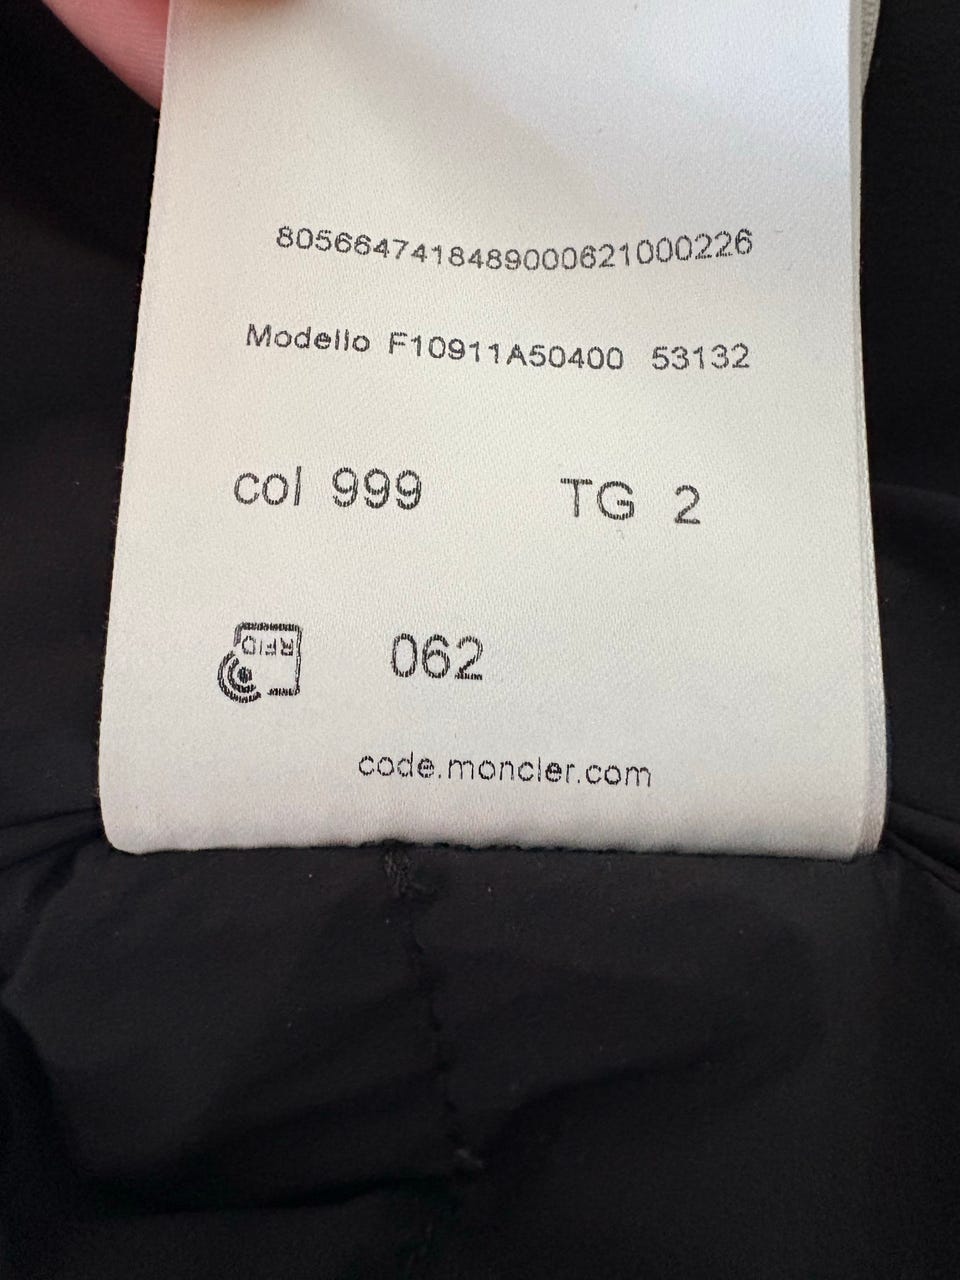 8056647418489000621000226
Modello F10911A50400 53132
col 999 TG 2
RFID 062
code.moncler.com